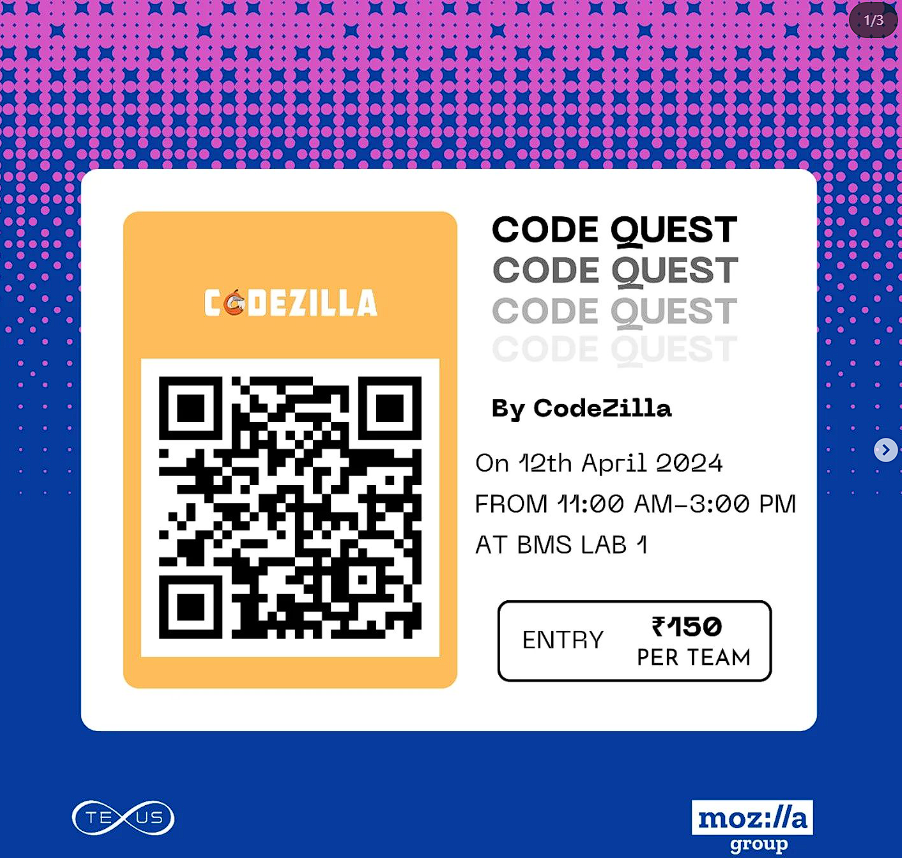 1/3
CODEZILLA
CODE QUEST
CODE QUEST
CODE QUEST
CODE QUEST
By CodeZilla
On 12th April 2024
FROM 11:00 AM-3:00 PM
AT BMS LAB 1
ENTRY
₹150
PER TEAM
TEXUS
moz://a
group